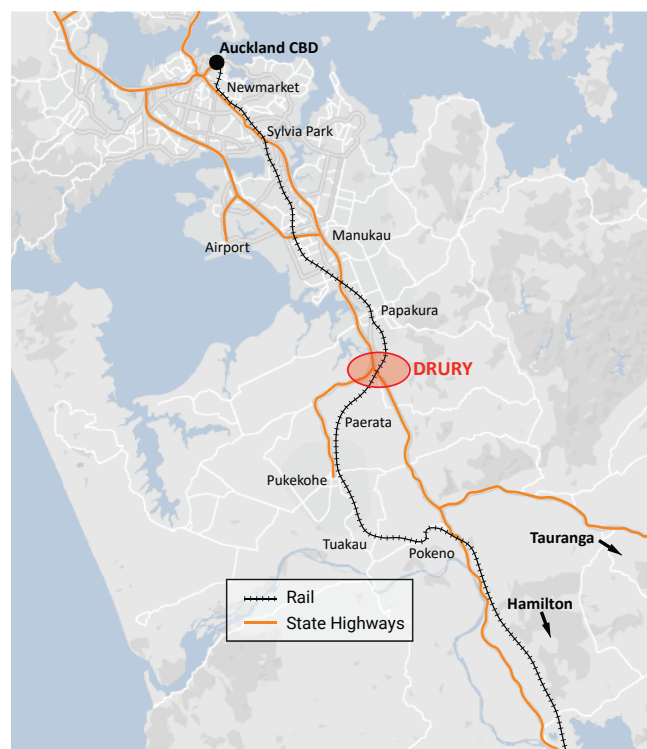 Auckland CBD
Newmarket
Sylvia Park
Manukau
Airport
Papakura
DRURY
Paerata
Pukekohe
Tuakau
Pokeno
Tauranga
Hamilton
Rail
State Highways